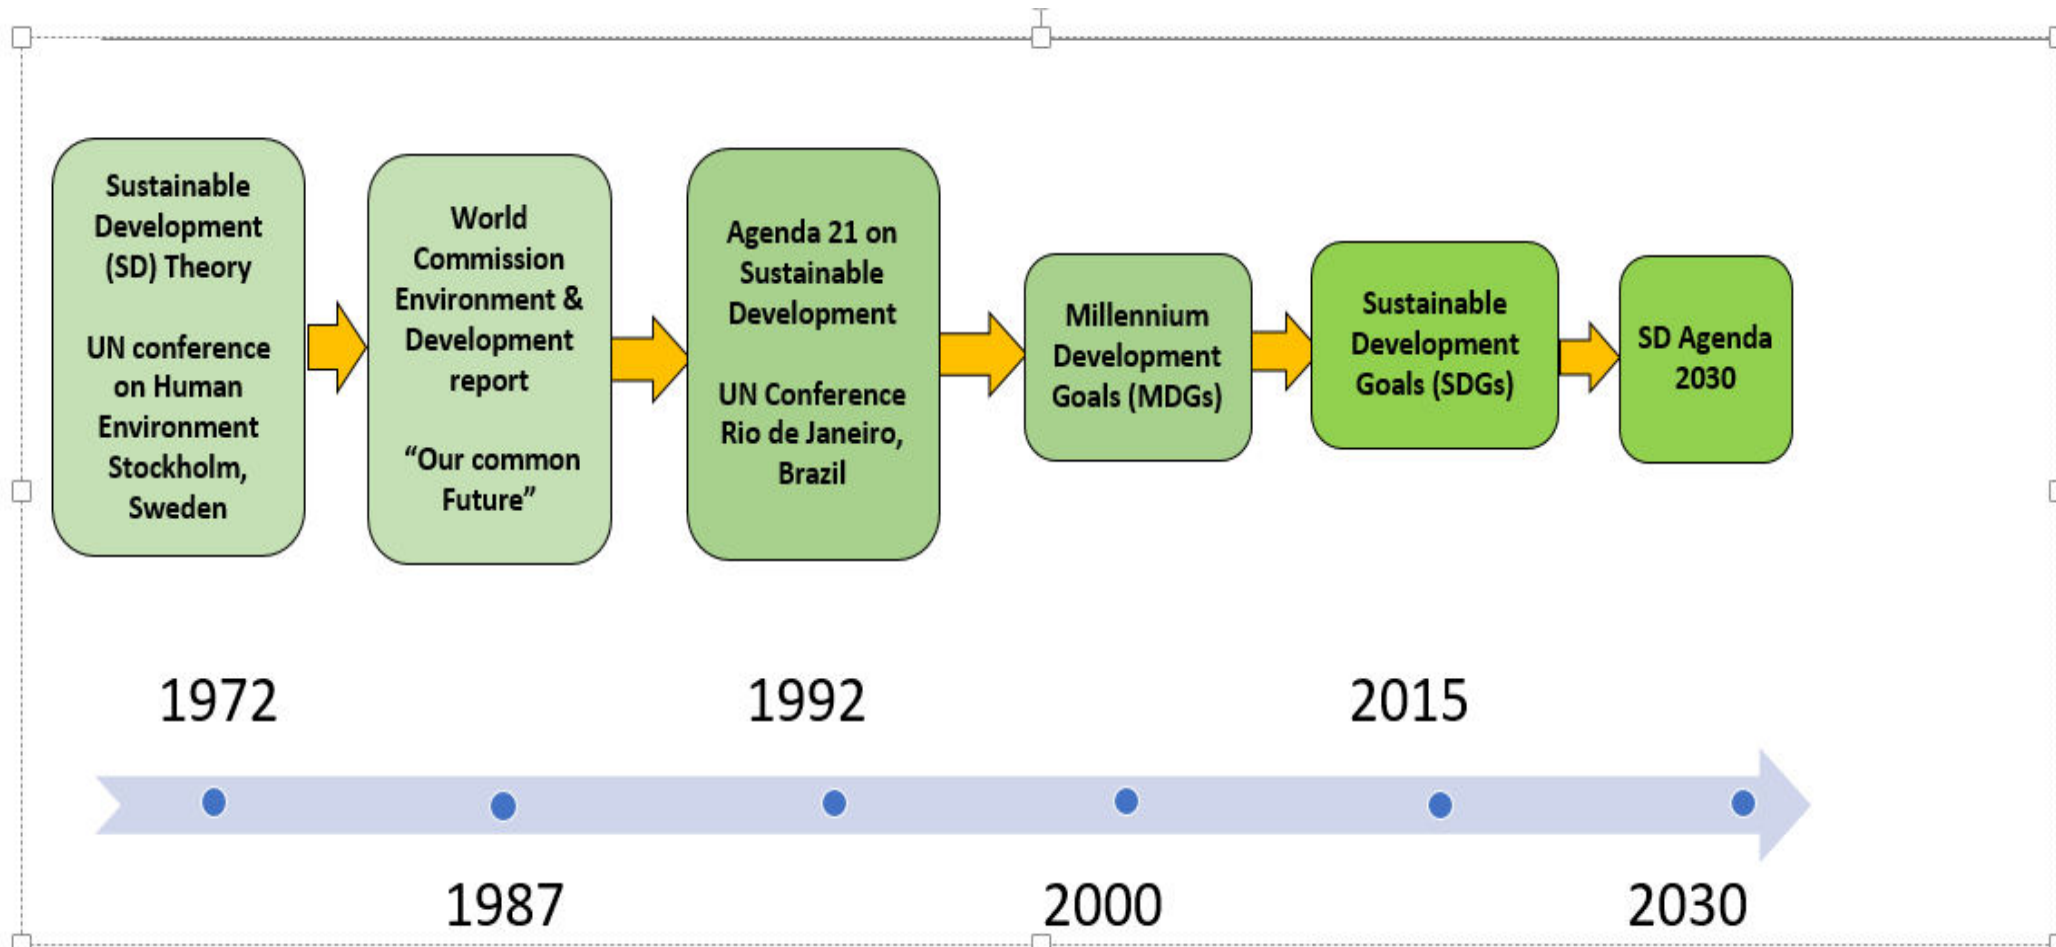 Sustainable
Development
(SD) Theory
UN conference
on Human
Environment
Stockholm,
Sweden
World
Commission
Environment &
Development
report
“Our common
Future”
Agenda 21 on
Sustainable
Development
UN Conference
Rio de Janeiro,
Brazil
Millennium
Development
Goals (MDGs)
Sustainable
Development
Goals (SDGs)
SD Agenda
2030
1972
1987
1992
2000
2015
2030